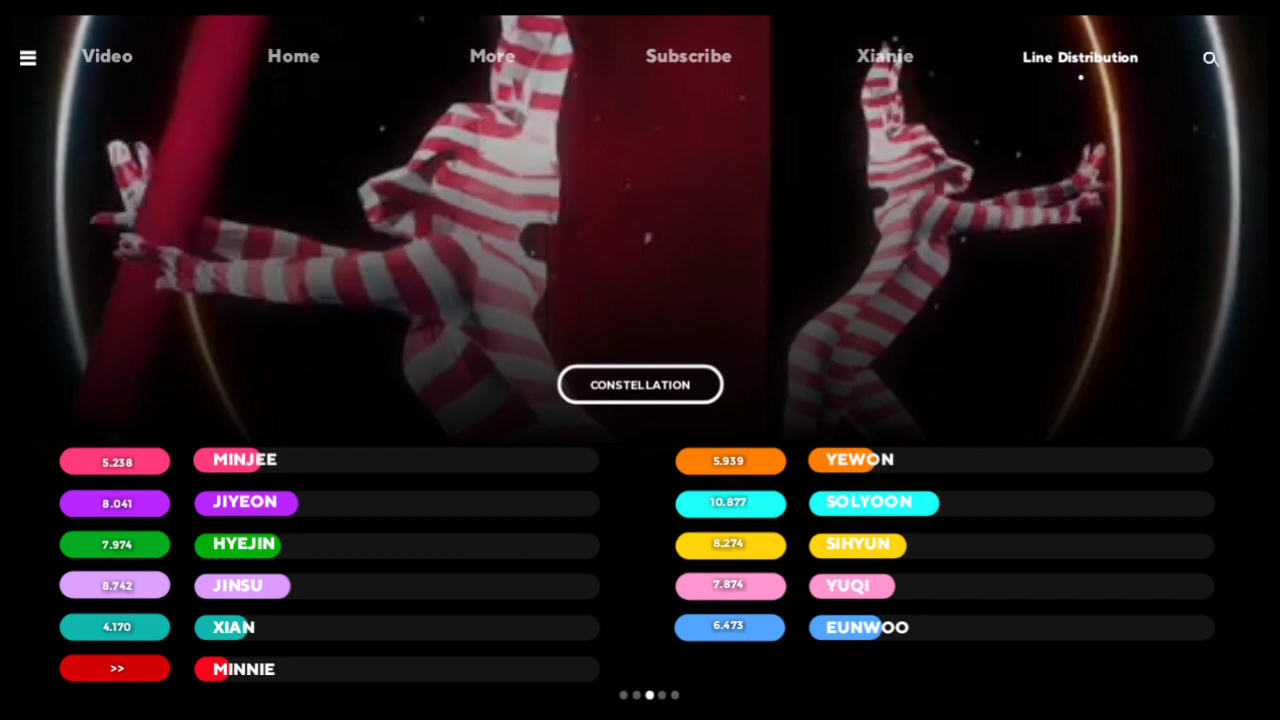 Video Home More Subscribe Xianie Line Distribution
CONSTELLATION
5.238 MINJEE
8.041 JIYEON
7.974 HYEJIN
8.742 JINSU
4.170 XIAN
>> MINNIE
5.939 YEWON
10.877 SOLYOON
8.274 SIHYUN
7.874 YUQI
6.473 EUNWOO